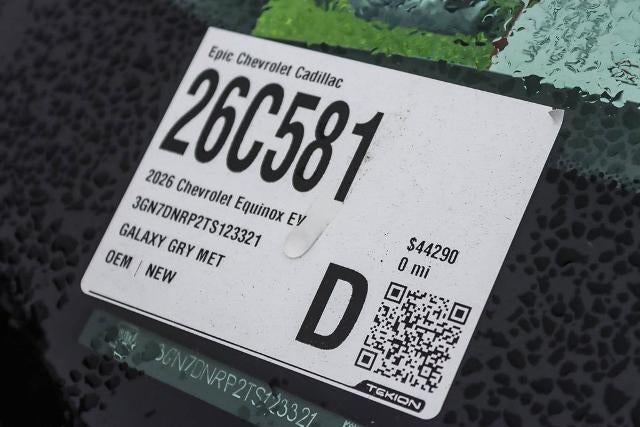 Epic Chevrolet Cadillac
26C581
2026 Chevrolet Equinox EV
3GN7DNRP2TS123321
GALAXY GRY MET
OEM | NEW
$44290
0 mi
D
TEKION
3GN7DNRP2TS123321